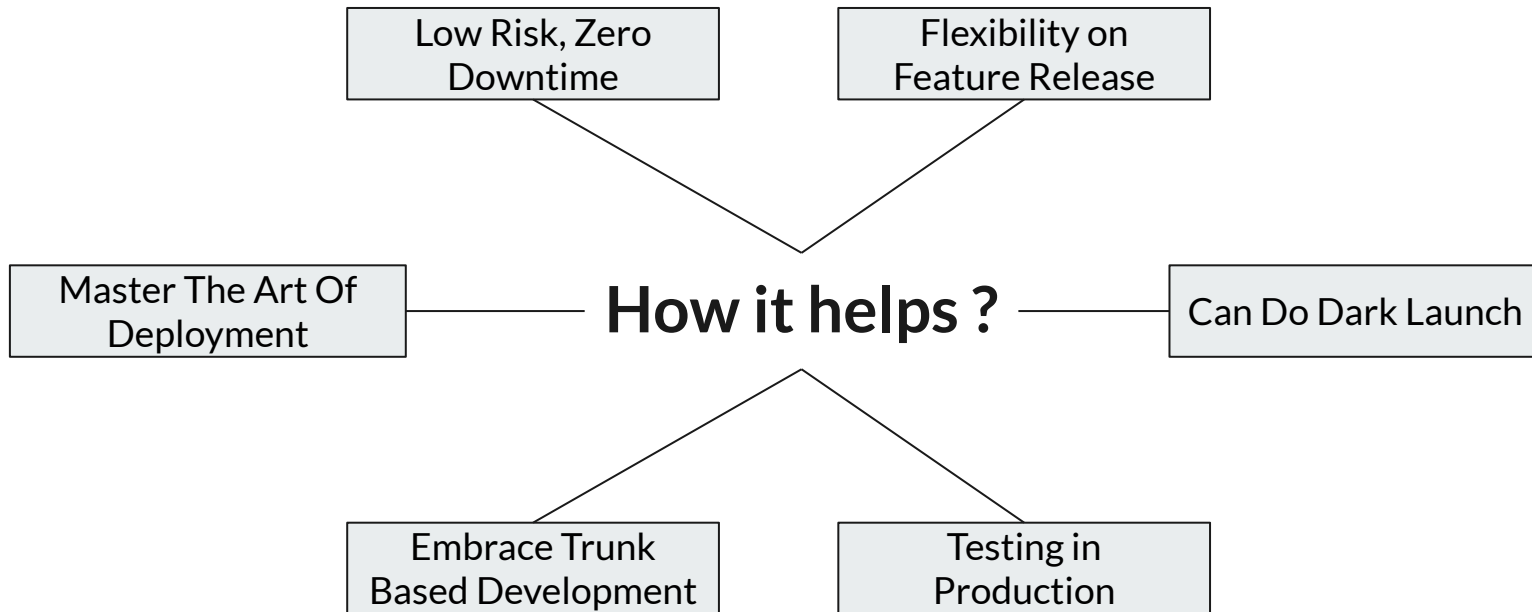 Low Risk, Zero
Downtime
Flexibility on
Feature Release
Master The Art Of
Deployment
How it helps ?
Can Do Dark Launch
Embrace Trunk
Based Development
Testing in
Production